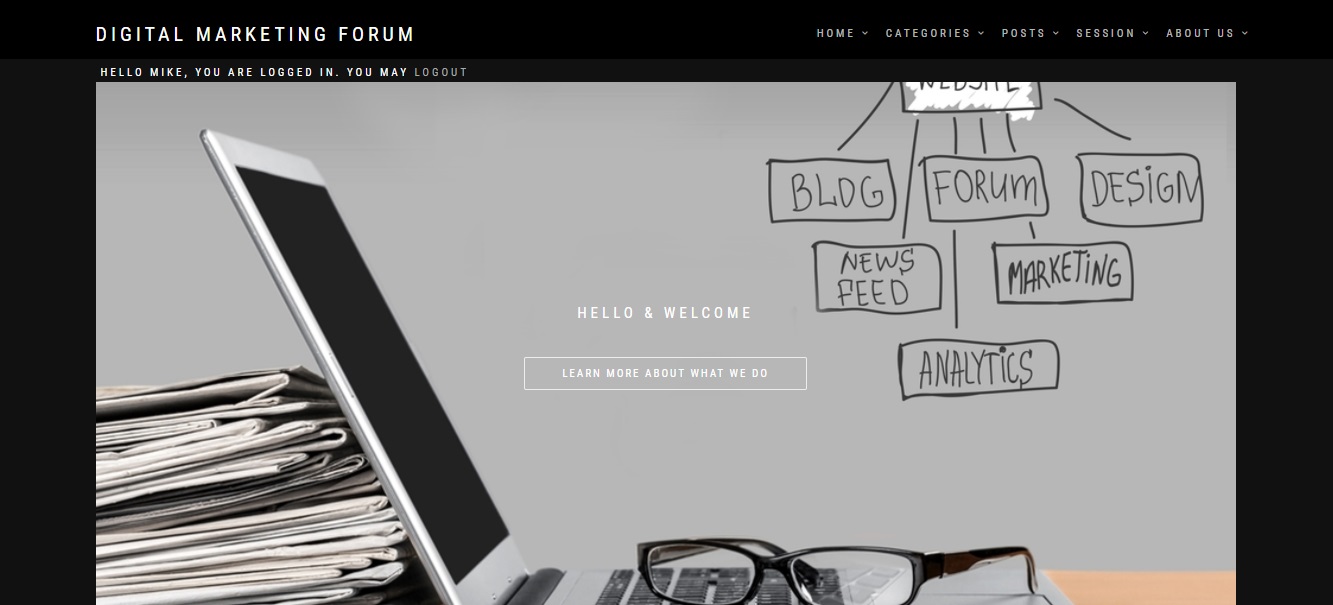 DIGITAL MARKETING FORUM
HOME CATEGORIES POSTS SESSION ABOUT US
HELLO MIKE, YOU ARE LOGGED IN. YOU MAY LOGOUT
WEBSITE
BLOG FORUM DESIGN
NEWS FEED
MARKETING
HELLO & WELCOME
LEARN MORE ABOUT WHAT WE DO
ANALYTICS